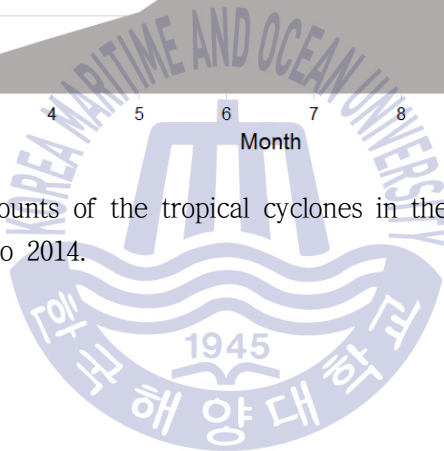 4 5 6 7 8
Month
ounts of the tropical cyclones in the
o 2014.
KOREA MARITIME AND OCEAN UNIVERSITY
1945
한국해양대학교